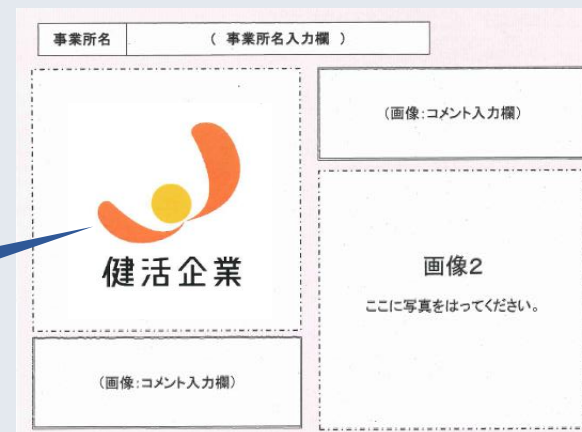 事業所名
( 事業所名入力欄 )
健活企業
(画像:コメント入力欄)
(画像:コメント入力欄)
画像2
ここに写真をはってください。